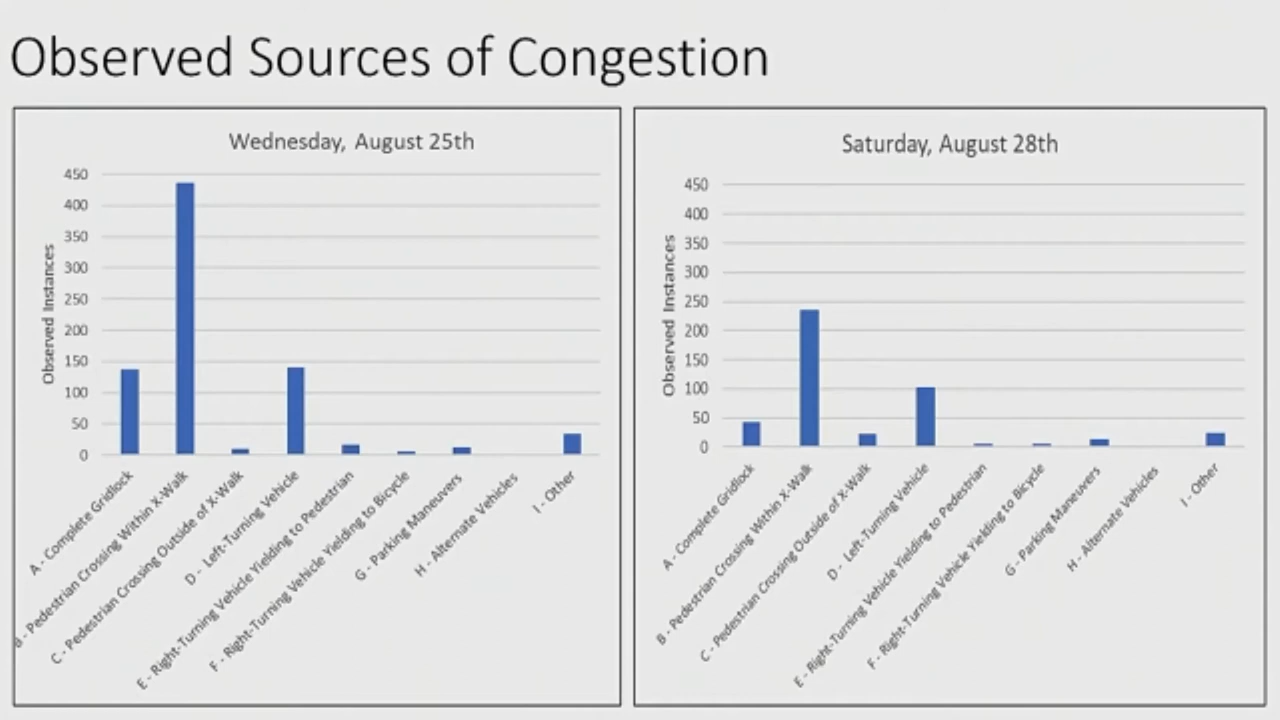 Observed Sources of Congestion
Wednesday, August 25th
450
400
350
300
250
200
150
100
50
0
Observed Instances
A - Complete Gridlock
B - Pedestrian Crossing Within X-Walk
C - Pedestrian Crossing Outside of X-Walk
D - Left-Turning Vehicle
E - Right-Turning Vehicle Yielding to Pedestrian
F - Right-Turning Vehicle Yielding to Bicycle
G - Parking Maneuvers
H - Alternate Vehicles
I - Other
Saturday, August 28th
450
400
350
300
250
200
150
100
50
0
Observed Instances
A - Complete Gridlock
B - Pedestrian Crossing Within X-Walk
C - Pedestrian Crossing Outside of X-Walk
D - Left-Turning Vehicle
E - Right-Turning Vehicle Yielding to Pedestrian
F - Right-Turning Vehicle Yielding to Bicycle
G - Parking Maneuvers
H - Alternate Vehicles
I - Other